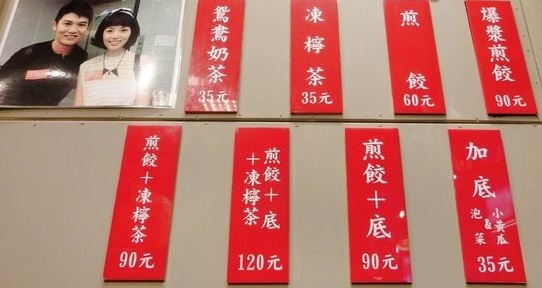 鴛鴦奶茶
35元
凍檸茶
35元
煎餃
60元
爆漿煎餃
90元
煎餃＋凍檸茶
90元
煎餃＋底
＋凍檸茶
120元
煎餃＋底
90元
加底
小黃瓜
&
泡菜
35元